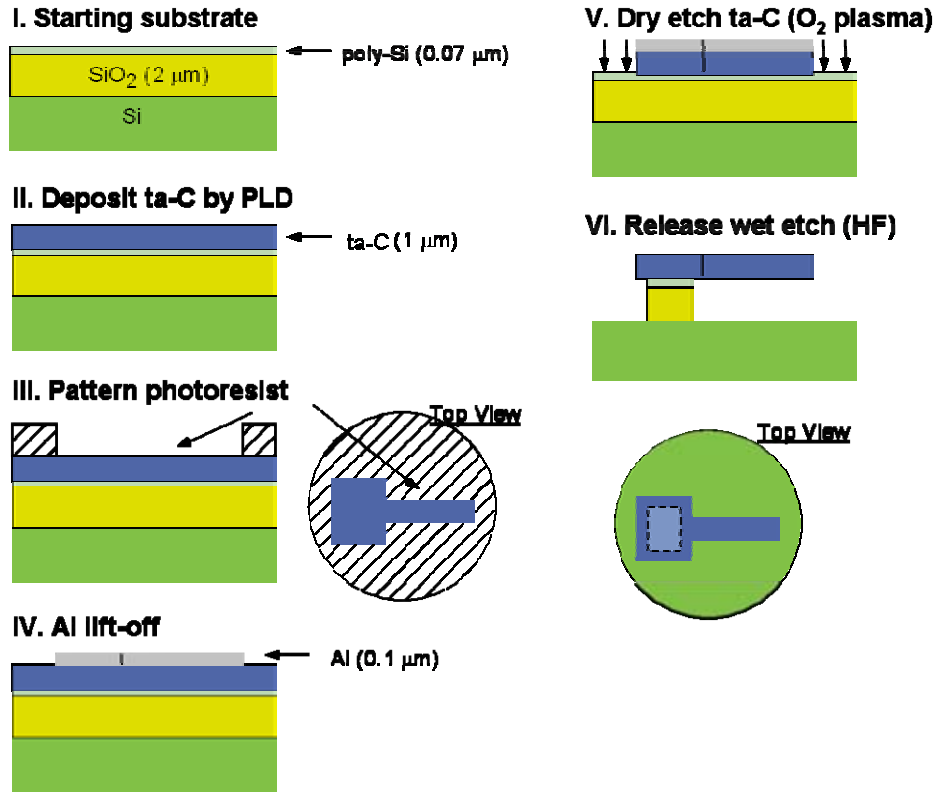 I. Starting substrate
poly-Si (0.07 μm)
SiO₂ (2 μm)
Si
II. Deposit ta-C by PLD
ta-C (1 μm)
III. Pattern photoresist
Top View
IV. Al lift-off
Al (0.1 μm)
V. Dry etch ta-C (O₂ plasma)
VI. Release wet etch (HF)
Top View